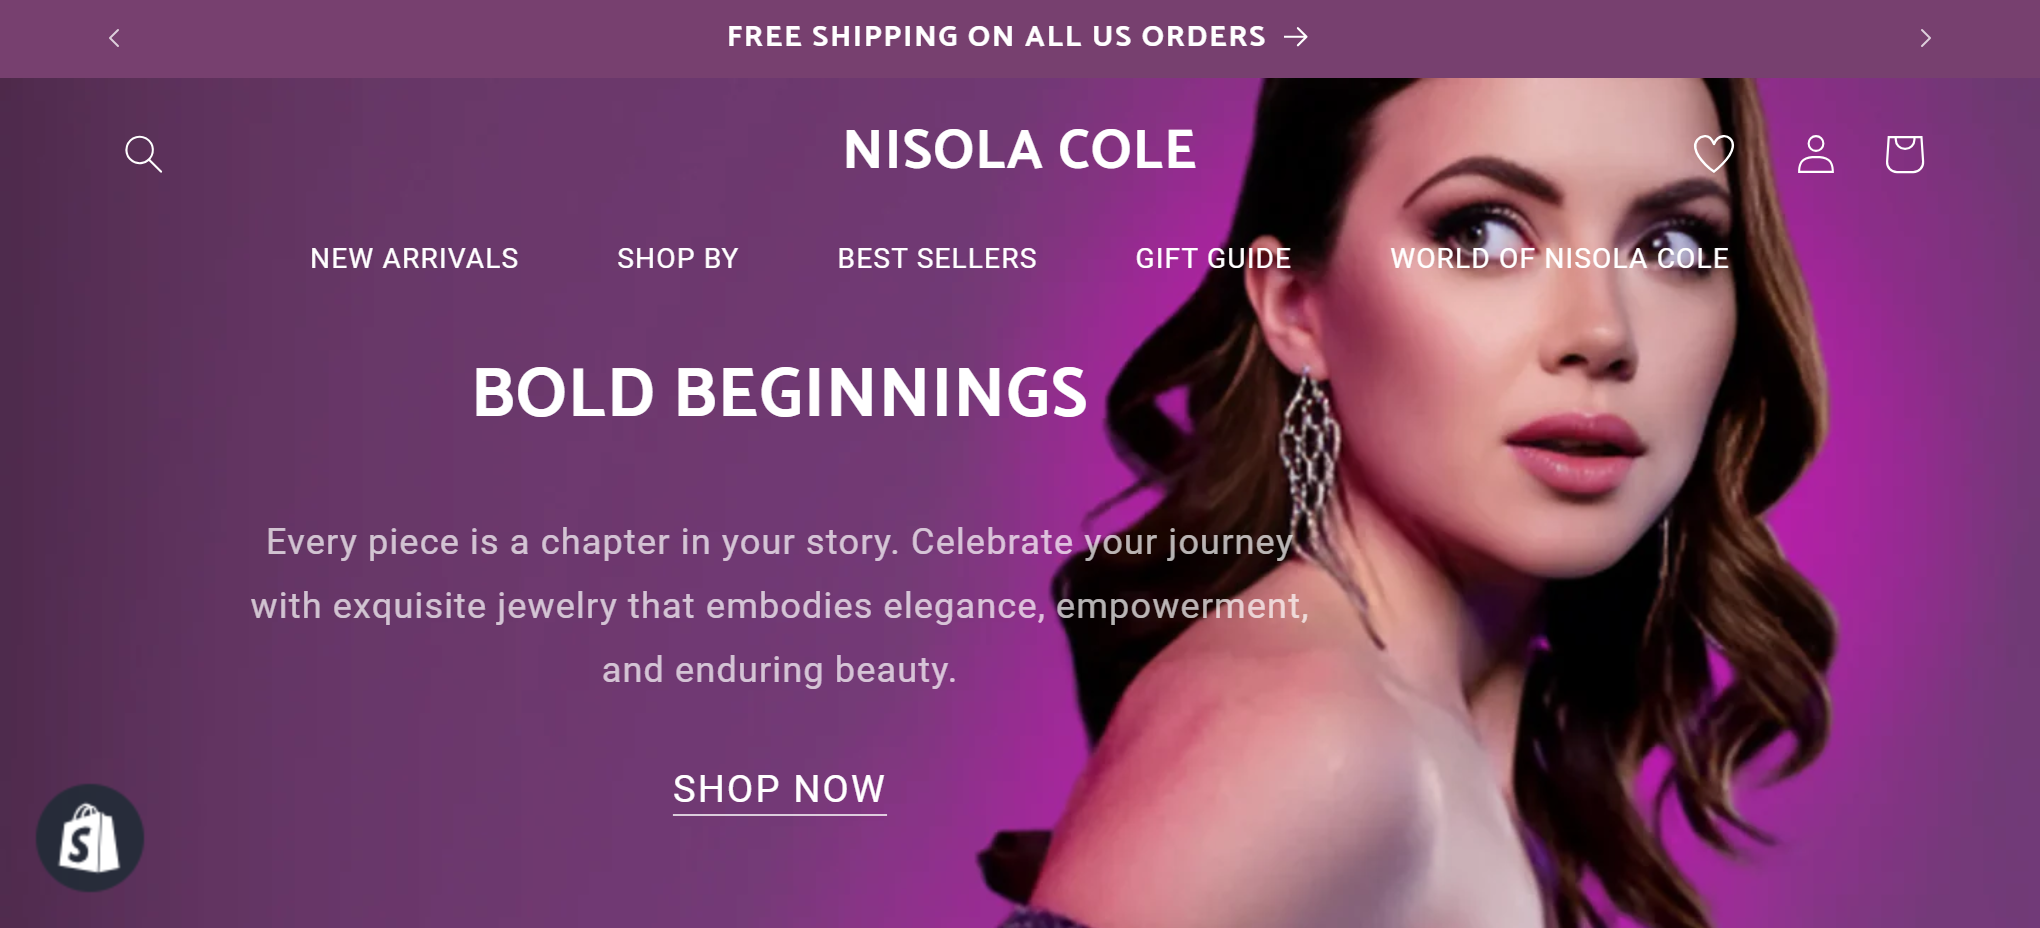 FREE SHIPPING ON ALL US ORDERS
NISOLA COLE
NEW ARRIVALS SHOP BY BEST SELLERS GIFT GUIDE WORLD OF NISOLA COLE
BOLD BEGINNINGS
Every piece is a chapter in your story. Celebrate your journey
with exquisite jewelry that embodies elegance, empowerment,
and enduring beauty.
SHOP NOW
S